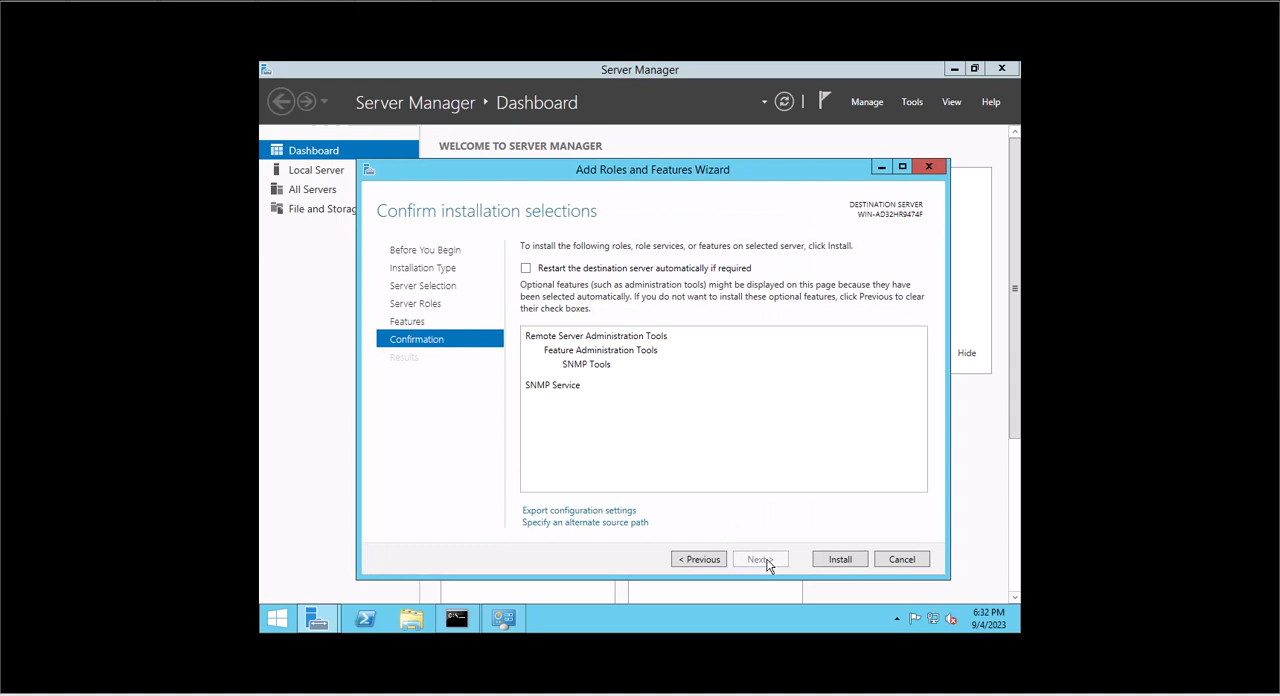 Server Manager
Server Manager ‣ Dashboard
Manage
Tools
View
Help
Dashboard
Local Server
All Servers
File and Storag
WELCOME TO SERVER MANAGER
Add Roles and Features Wizard
Confirm installation selections
DESTINATION SERVER
WIN-AD32HR9474F
Before You Begin
Installation Type
Server Selection
Server Roles
Features
Confirmation
Results
To install the following roles, role services, or features on selected server, click Install.
Restart the destination server automatically if required
Optional features (such as administration tools) might be displayed on this page because they have
been selected automatically. If you do not want to install these optional features, click Previous to clear
their check boxes.
Remote Server Administration Tools
Feature Administration Tools
SNMP Tools
SNMP Service
Hide
Export configuration settings
Specify an alternate source path
< Previous
Next >
Install
Cancel
6:32 PM
9/4/2023